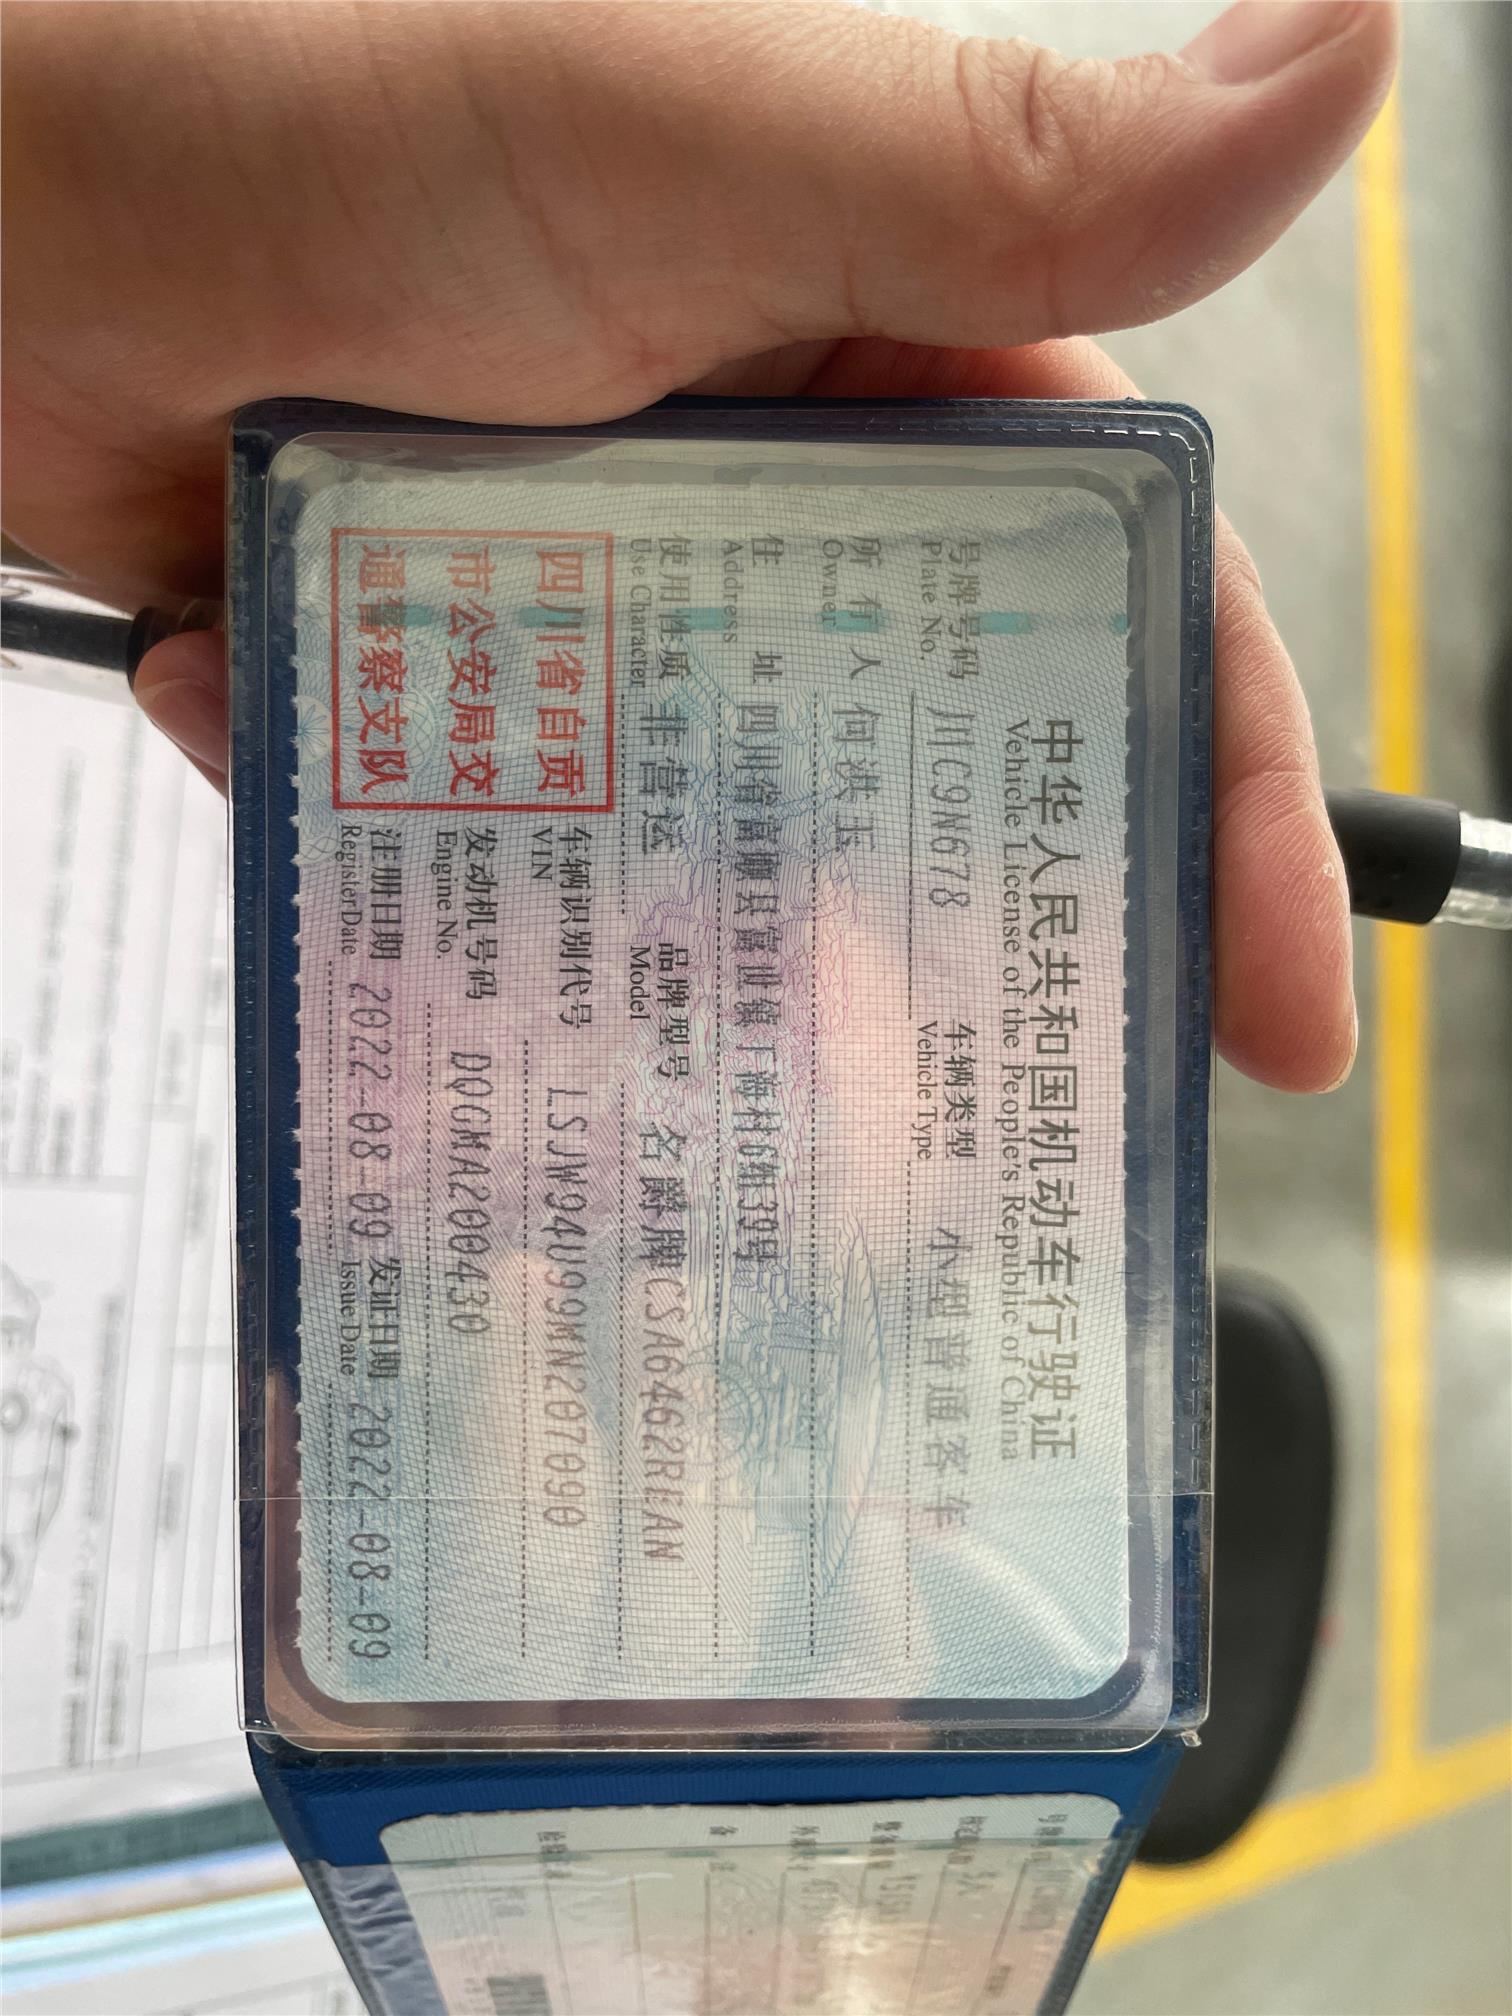 中华人民共和国机动车行驶证
Vehicle License of the People's Republic of China
号牌号码 川C9N678 车辆类型 小型普通客车
Plate No. Vehicle Type
所有人 何洪玉
Owner
住址 四川省富顺县富世镇千海村6组39号
Address
使用性质 非营运 品牌型号 名爵牌CSA6462REAN
Use Character Model
四川省自贡
市公安局交
通警察支队
车辆识别代号 LSJW94U99MN207090
VIN
发动机号码 DQGMA200430
Engine No.
注册日期 2022-08-09 发证日期 2022-08-09
Register Date Issue Date